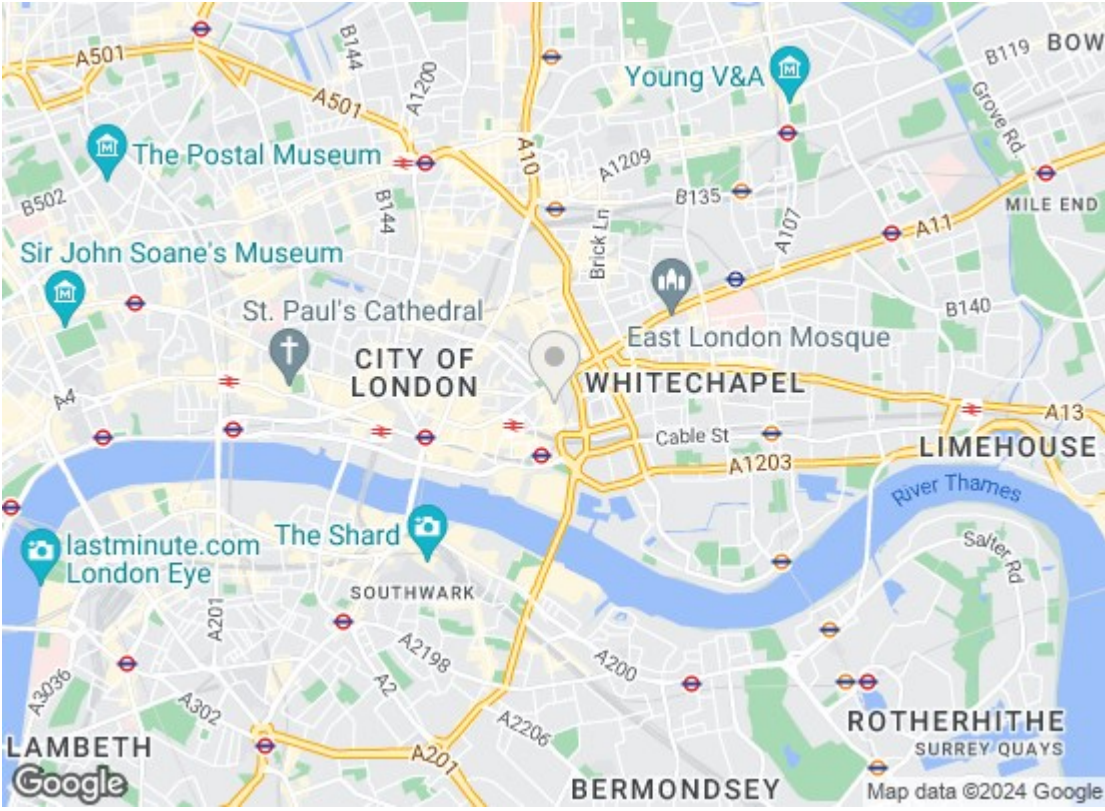 A501
B144
A1200
B119
BOW
Young V&A
A501
A10
Grove Rd
The Postal Museum
A1209
B502
B144
B135
MILE END
A107
A11
Brick Ln
Sir John Soane's Museum
B140
St. Paul's Cathedral
East London Mosque
CITY OF
LONDON
WHITECHAPEL
A4
A13
Cable St
LIMEHOUSE
A1203
River Thames
The Shard
lastminute.com
London Eye
Salter Rd
SOUTHWARK
A201
A2198
A200
A3036
A2
A302
A2206
ROTHERHITHE
SURREY QUAYS
LAMBETH
A201
Google
BERMONDSEY
Map data ©2024 Google